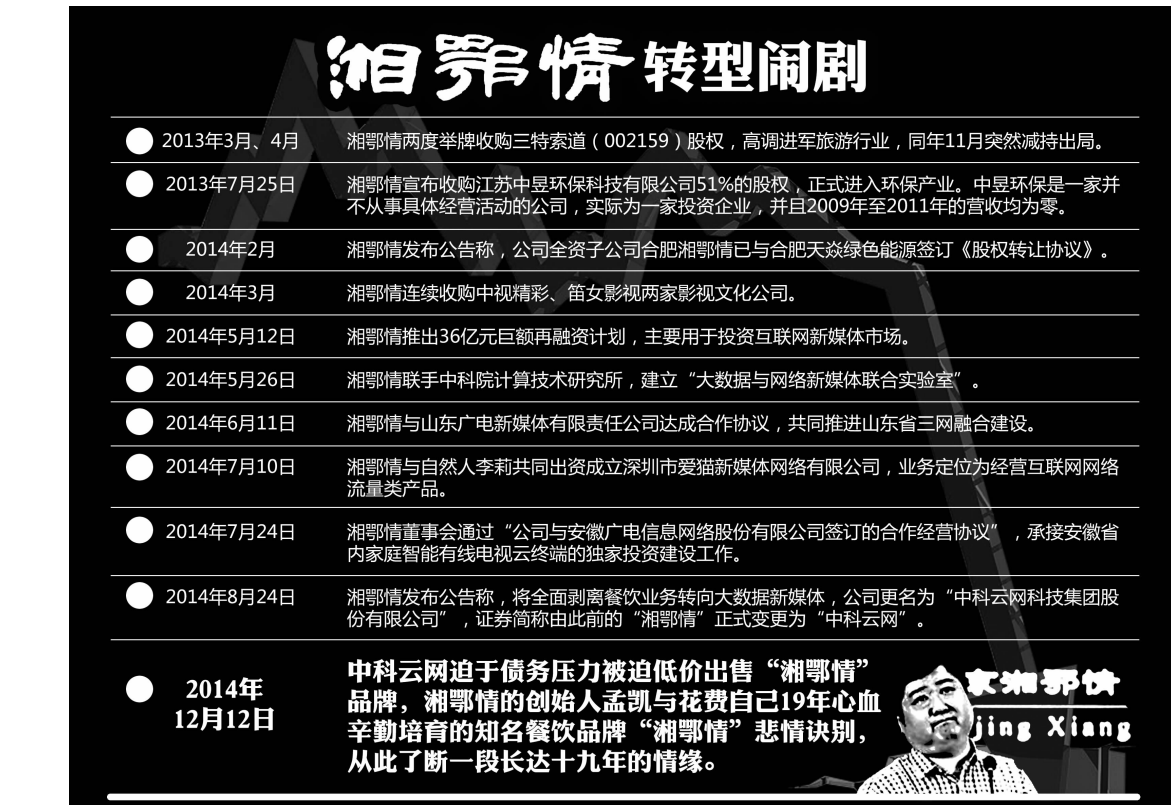 湘鄂情转型闹剧
2013年3月、4月
湘鄂情两度举牌收购三特索道（002159）股权，高调进军旅游行业，同年11月突然减持出局。
2013年7月25日
湘鄂情宣布收购江苏中昱环保科技有限公司51%的股权，正式进入环保产业。中昱环保是一家并
不从事具体经营活动的公司，实际为一家投资企业，并且2009年至2011年的营收均为零。
2014年2月
湘鄂情发布公告称，公司全资子公司合肥湘鄂情已与合肥天焱绿色能源签订《股权转让协议》。
2014年3月
湘鄂情连续收购中视精彩、笛女影视两家影视文化公司。
2014年5月12日
湘鄂情推出36亿元巨额再融资计划，主要用于投资互联网新媒体市场。
2014年5月26日
湘鄂情联手中科院计算技术研究所，建立“大数据与网络新媒体联合实验室”。
2014年6月11日
湘鄂情与山东广电新媒体有限责任公司达成合作协议，共同推进山东省三网融合建设。
2014年7月10日
湘鄂情与自然人李莉共同出资成立深圳市爱猫新媒体网络有限公司，业务定位为经营互联网网络
流量类产品。
2014年7月24日
湘鄂情董事会通过“公司与安徽广电信息网络股份有限公司签订的合作经营协议”，承接安徽省
内家庭智能有线电视云终端的独家投资建设工作。
2014年8月24日
湘鄂情发布公告称，将全面剥离餐饮业务转向大数据新媒体，公司更名为“中科云网科技集团股
份有限公司”，证券简称由此前的“湘鄂情”正式变更为“中科云网”。
2014年
12月12日
中科云网迫于债务压力被迫低价出售“湘鄂情”
品牌，湘鄂情的创始人孟凯与花费自己19年心血
辛勤培育的知名餐饮品牌“湘鄂情”悲情诀别，
从此了断一段长达十九年的情缘。
京湘鄂情
jing Xiang